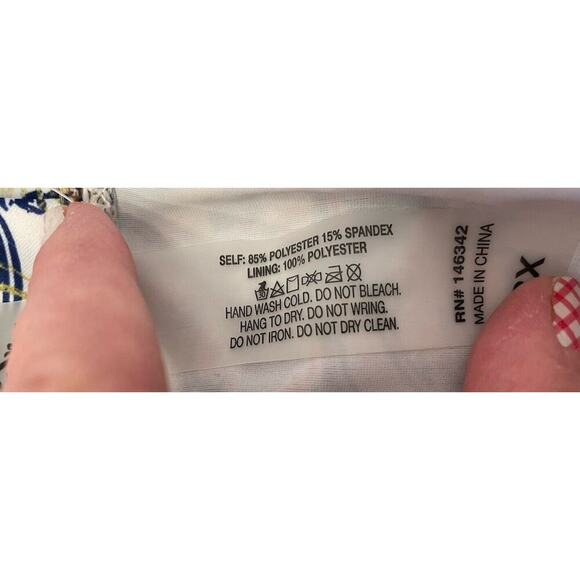 SELF: 85% POLYESTER 15% SPANDEX
LINING: 100% POLYESTER
HAND WASH COLD. DO NOT BLEACH.
HANG TO DRY. DO NOT WRING.
DO NOT IRON. DO NOT DRY CLEAN.
RN# 146342
MADE IN CHINA